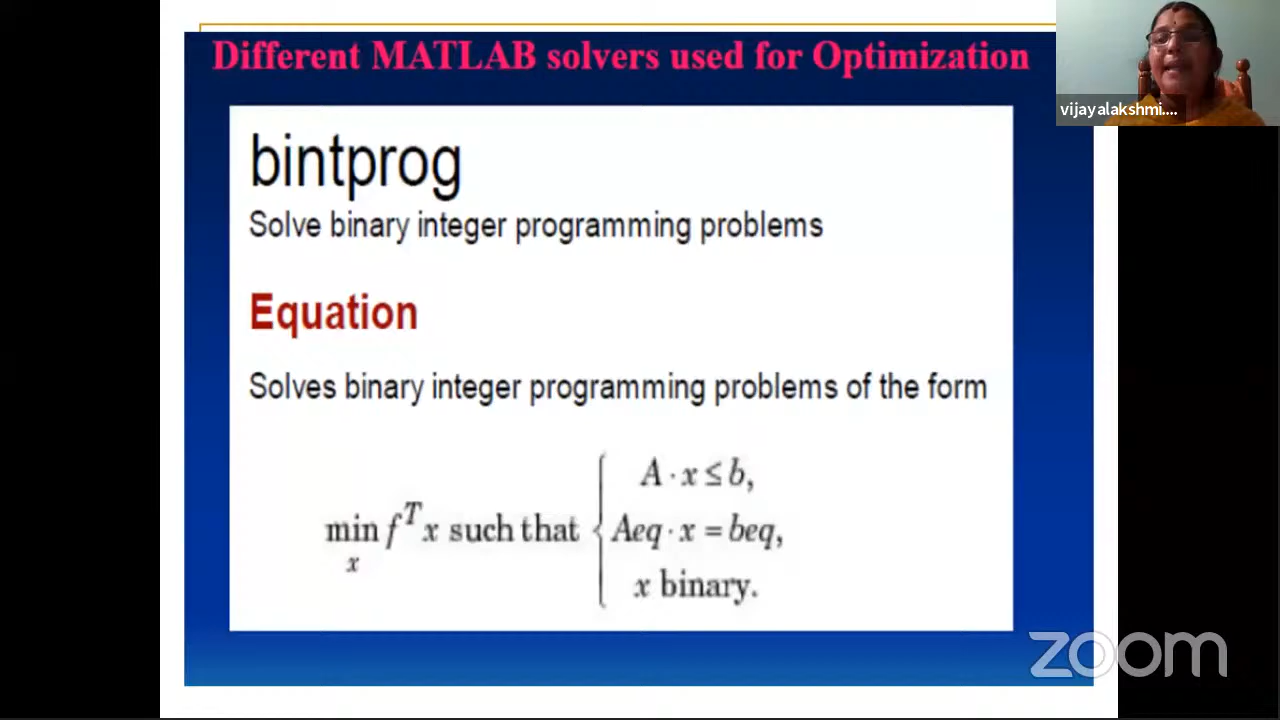 Different MATLAB solvers used for Optimization
vijayalakshmi....
bintprog
Solve binary integer programming problems
Equation
Solves binary integer programming problems of the form
A · x ≤ b,
min f^T x such that { Aeq · x = beq,
x
x binary.
zoom